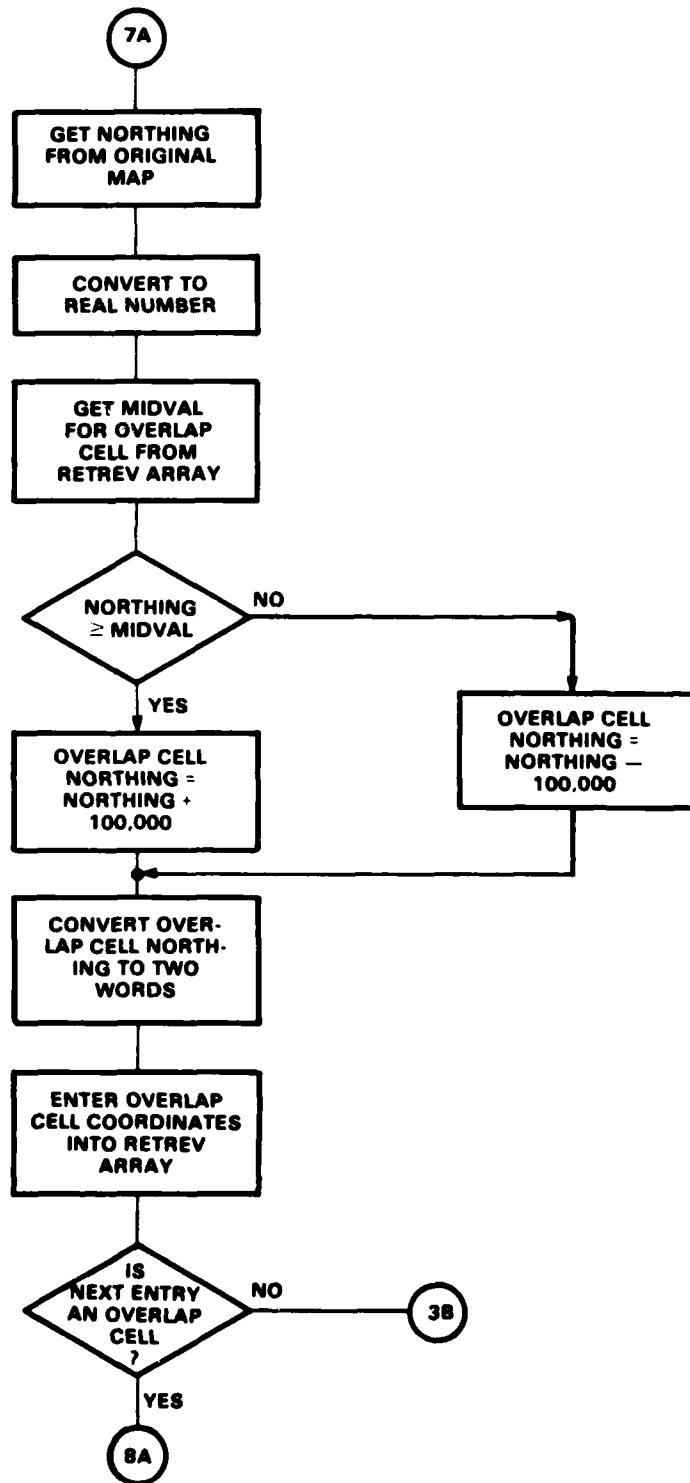 7A
GET NORTHING
FROM ORIGINAL
MAP
CONVERT TO
REAL NUMBER
GET MIDVAL
FOR OVERLAP
CELL FROM
RETREV ARRAY
NORTHING
≥ MIDVAL
NO
YES
OVERLAP CELL
NORTHING =
NORTHING +
100,000
OVERLAP CELL
NORTHING =
NORTHING —
100,000
CONVERT OVER-
LAP CELL NORTH-
ING TO TWO
WORDS
ENTER OVERLAP
CELL COORDINATES
INTO RETREV
ARRAY
IS
NEXT ENTRY
AN OVERLAP
CELL
?
NO
3B
YES
8A